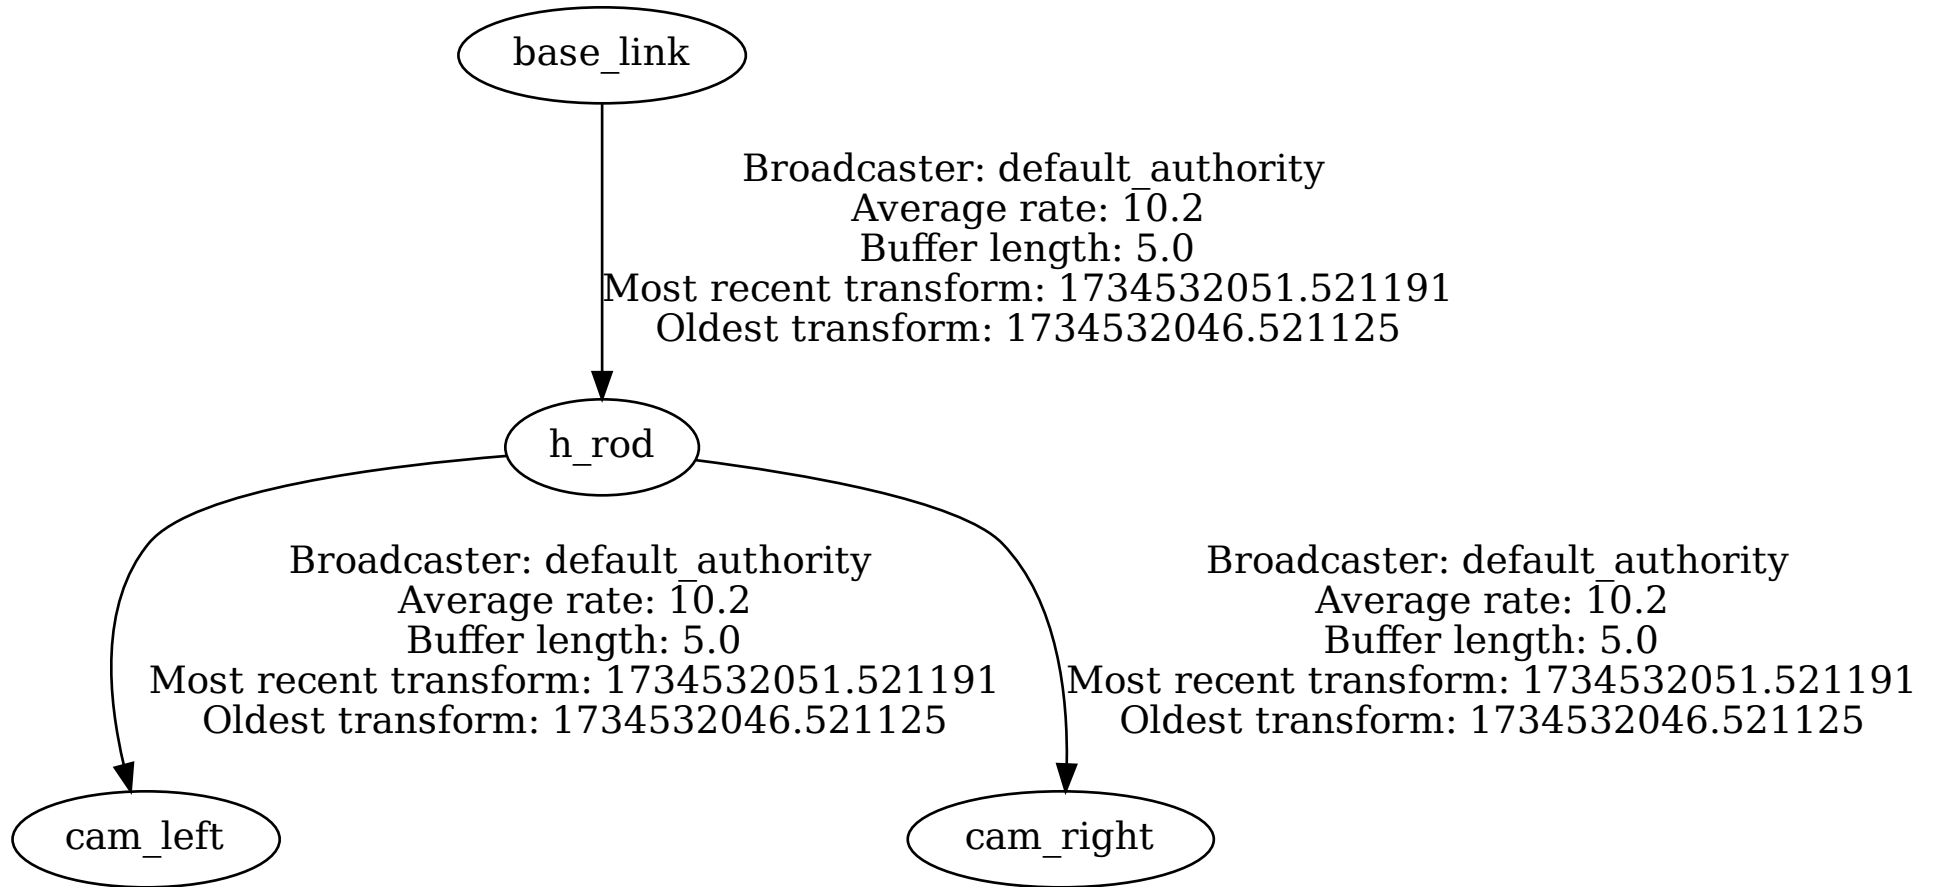 base_link
Broadcaster: default_authority
Average rate: 10.2
Buffer length: 5.0
Most recent transform: 1734532051.521191
Oldest transform: 1734532046.521125
h_rod
Broadcaster: default_authority
Average rate: 10.2
Buffer length: 5.0
Most recent transform: 1734532051.521191
Oldest transform: 1734532046.521125
Broadcaster: default_authority
Average rate: 10.2
Buffer length: 5.0
Most recent transform: 1734532051.521191
Oldest transform: 1734532046.521125
cam_left
cam_right